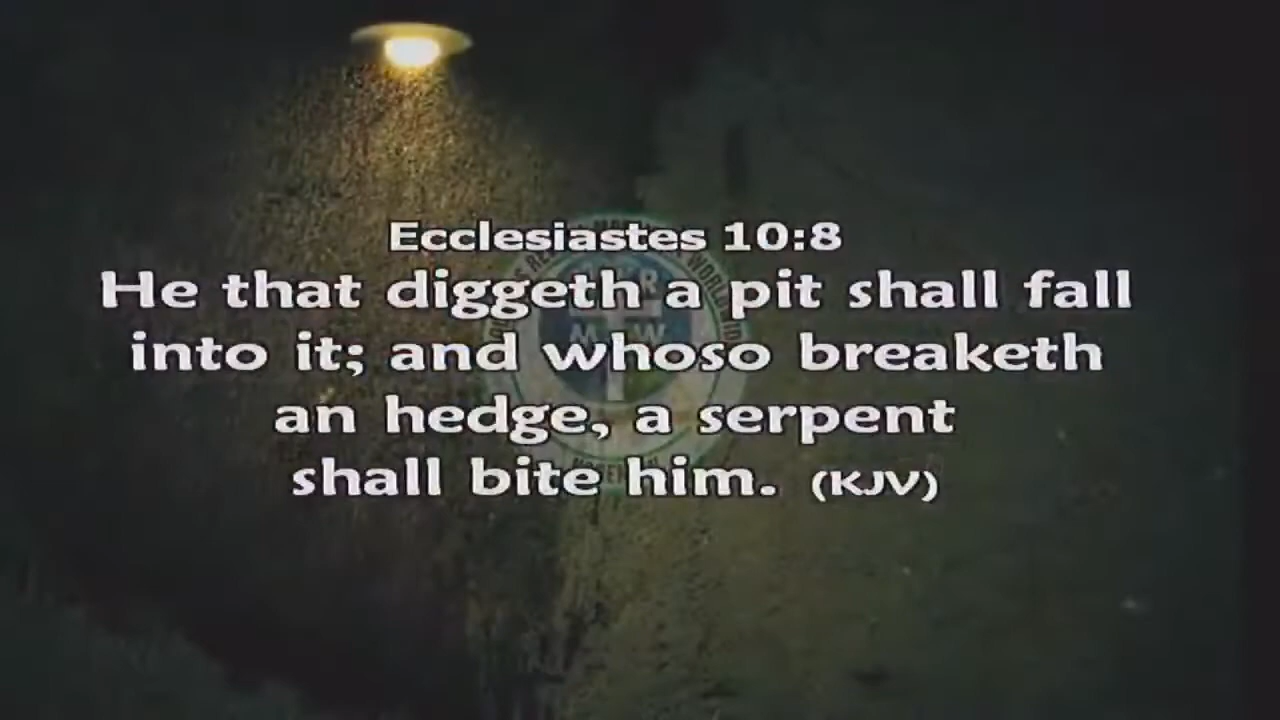 Ecclesiastes 10:8
He that diggeth a pit shall fall
into it; and whoso breaketh
an hedge, a serpent
shall bite him. (KJV)